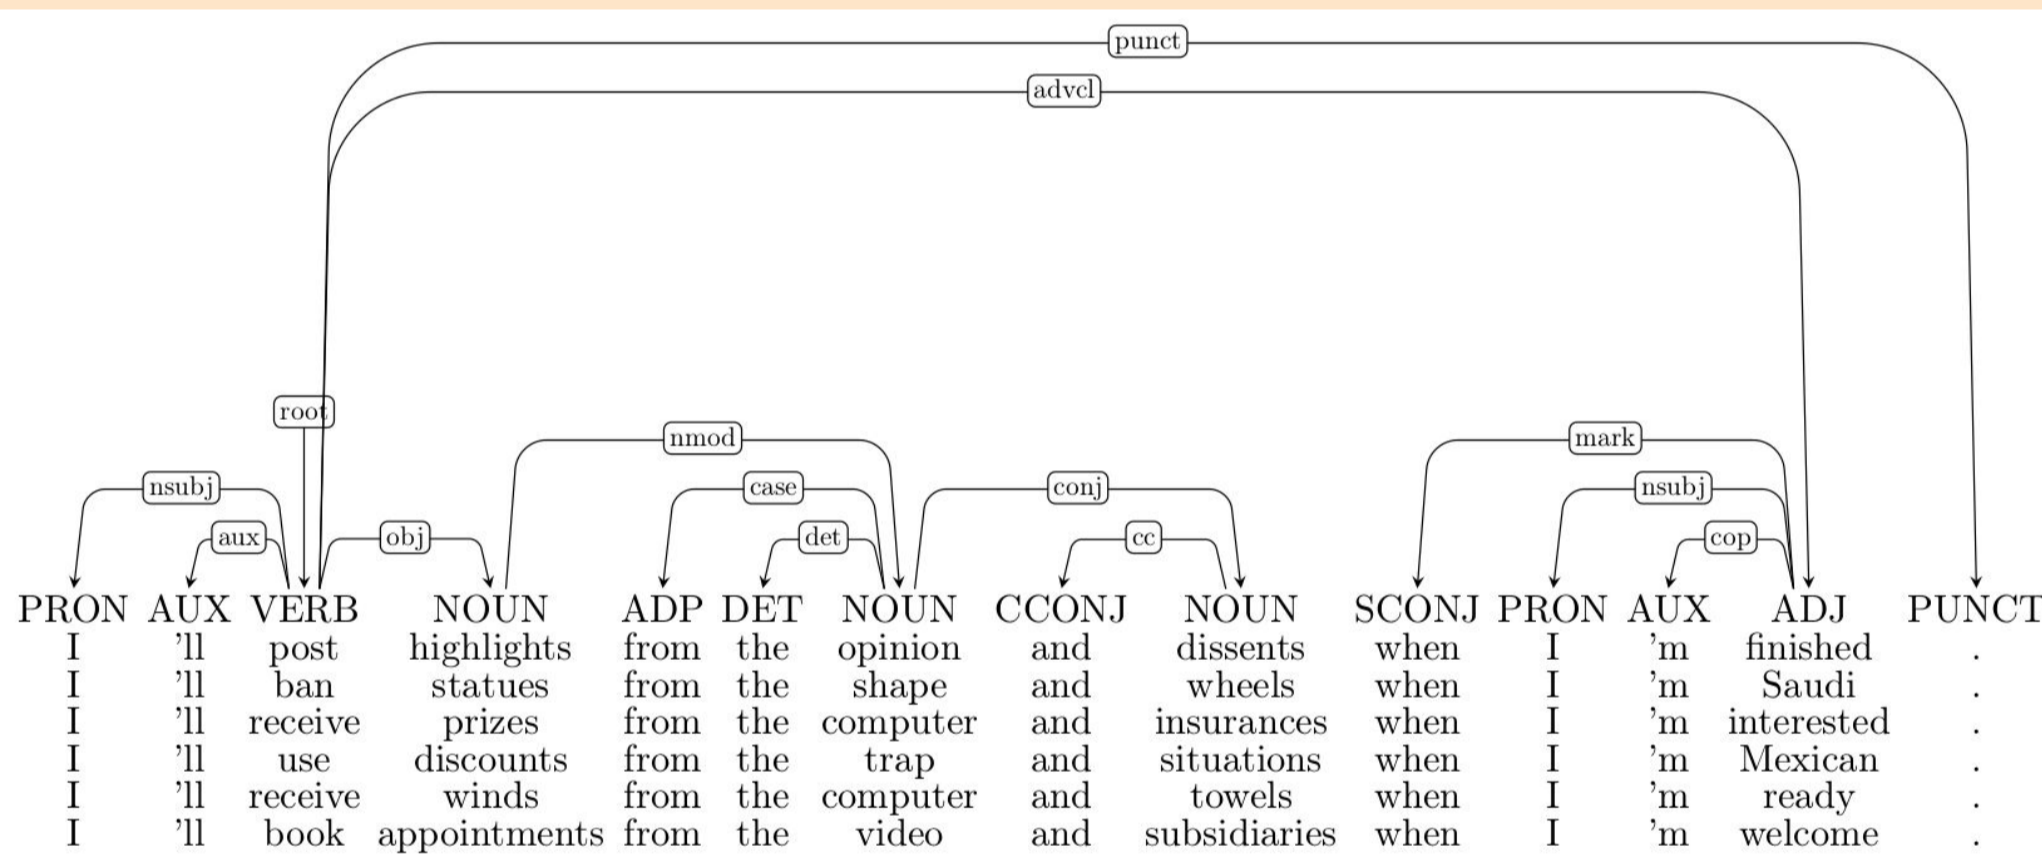 punct
advcl
root
nmod mark
nsubj case conj nsubj
aux obj det cc cop
PRON AUX VERB NOUN ADP DET NOUN CCONJ NOUN SCONJ PRON AUX ADJ PUNCT
I ’ll post highlights from the opinion and dissents when I ’m finished .
I ’ll ban statues from the shape and wheels when I ’m Saudi .
I ’ll receive prizes from the computer and insurances when I ’m interested .
I ’ll use discounts from the trap and situations when I ’m Mexican .
I ’ll receive winds from the computer and towels when I ’m ready .
I ’ll book appointments from the video and subsidiaries when I ’m welcome .